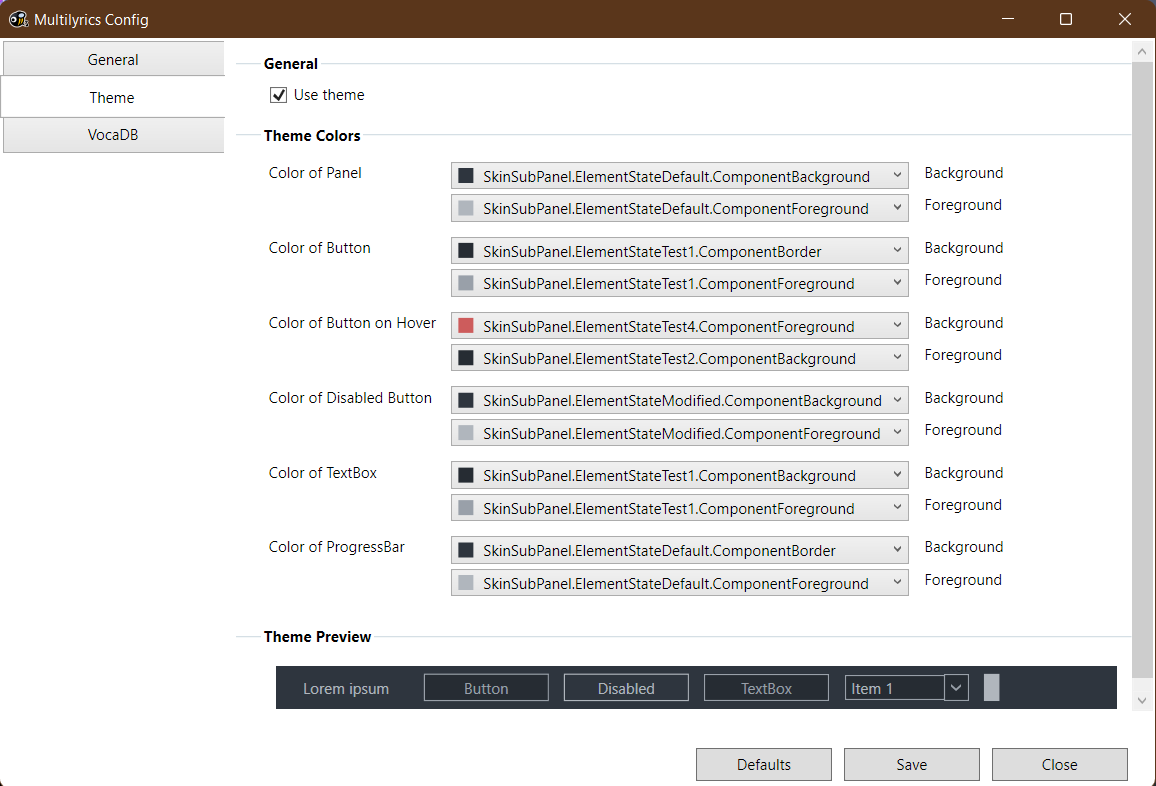 Multilyrics Config
General
Theme
VocaDB
General
Use theme
Theme Colors
Color of Panel
SkinSubPanel.ElementStateDefault.ComponentBackground
Background
SkinSubPanel.ElementStateDefault.ComponentForeground
Foreground
Color of Button
SkinSubPanel.ElementStateTest1.ComponentBorder
Background
SkinSubPanel.ElementStateTest1.ComponentForeground
Foreground
Color of Button on Hover
SkinSubPanel.ElementStateTest4.ComponentForeground
Background
SkinSubPanel.ElementStateTest2.ComponentBackground
Foreground
Color of Disabled Button
SkinSubPanel.ElementStateModified.ComponentBackground
Background
SkinSubPanel.ElementStateModified.ComponentForeground
Foreground
Color of TextBox
SkinSubPanel.ElementStateTest1.ComponentBackground
Background
SkinSubPanel.ElementStateTest1.ComponentForeground
Foreground
Color of ProgressBar
SkinSubPanel.ElementStateDefault.ComponentBorder
Background
SkinSubPanel.ElementStateDefault.ComponentForeground
Foreground
Theme Preview
Lorem ipsum
Button
Disabled
TextBox
Item 1
Defaults
Save
Close